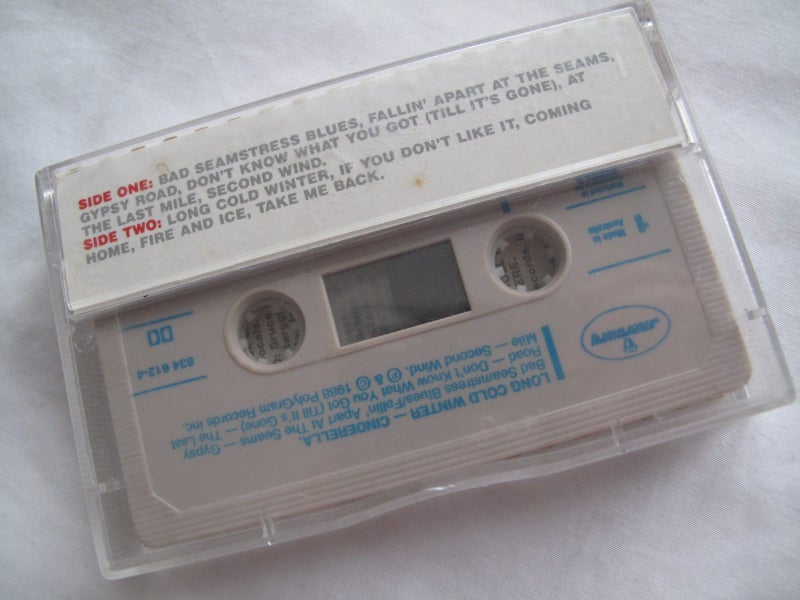 SIDE ONE: BAD SEAMSTRESS BLUES, FALLIN' APART AT THE SEAMS,
GYPSY ROAD, DON'T KNOW WHAT YOU GOT (TILL IT'S GONE), AT
THE LAST MILE, SECOND WIND.
SIDE TWO: LONG COLD WINTER, IF YOU DON'T LIKE IT, COMING
HOME, FIRE AND ICE, TAKE ME BACK.
LONG COLD WINTER — CINDERELLA.
Bad Seamstress Blues/Fallin' Apart At The Seams — Gypsy
Road — Don't Know What You Got (Till It's Gone) — The Last
Mile — Second Wind. ℗ & © 1988 PolyGram Records Inc.
mercury
834 612-4
1
Made in
Australia